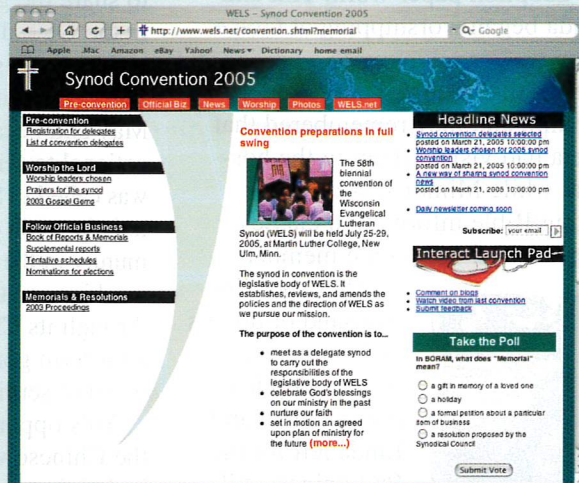 WELS – Synod Convention 2005
http://www.wels.net/convention.shtml?memorial
Google
Apple .Mac Amazon eBay Yahoo! News Dictionary home email
Synod Convention 2005
Pre-convention Official Biz News Worship Photos WELS.net
Pre-convention
Registration for delegates
List of convention delegates
Worship the Lord
Worship leaders chosen
Prayers for the synod
2003 Gospel Gems
Follow Official Business
Book of Reports & Memorials
Supplemental reports
Tentative schedules
Nominations for elections
Memorials & Resolutions
2003 Proceedings
Convention preparations in full
swing
The 58th
biennial
convention of
the
Wisconsin
Evangelical
Lutheran
Synod (WELS) will be held July 25-29,
2005, at Martin Luther College, New
Ulm, Minn.
The synod in convention is the
legislative body of WELS. It
establishes, reviews, and amends the
policies and the direction of WELS as
we pursue our mission.
The purpose of the convention is to...
meet as a delegate synod
to carry out the
responsibilities of the
legislative body of WELS
celebrate God's blessings
on our ministry in the past
nurture our faith
set in motion an agreed
upon plan of ministry for
the future (more...)
Headline News
Synod convention delegates selected
posted on March 21, 2005 10:00:00 pm
Worship leaders chosen for 2005 synod
convention
posted on March 21, 2005 10:00:00 pm
A new way of sharing synod convention
news
posted on March 21, 2005 10:00:00 pm
Daily newsletter coming soon
Subscribe: your email
Interact Launch Pad
Comment on blogs
Watch video from last convention
Submit feedback
Take the Poll
In BORAM, what does "Memorial"
mean?
a gift in memory of a loved one
a holiday
a formal petition about a particular
item of business
a resolution proposed by the
Synodical Council
Submit Vote